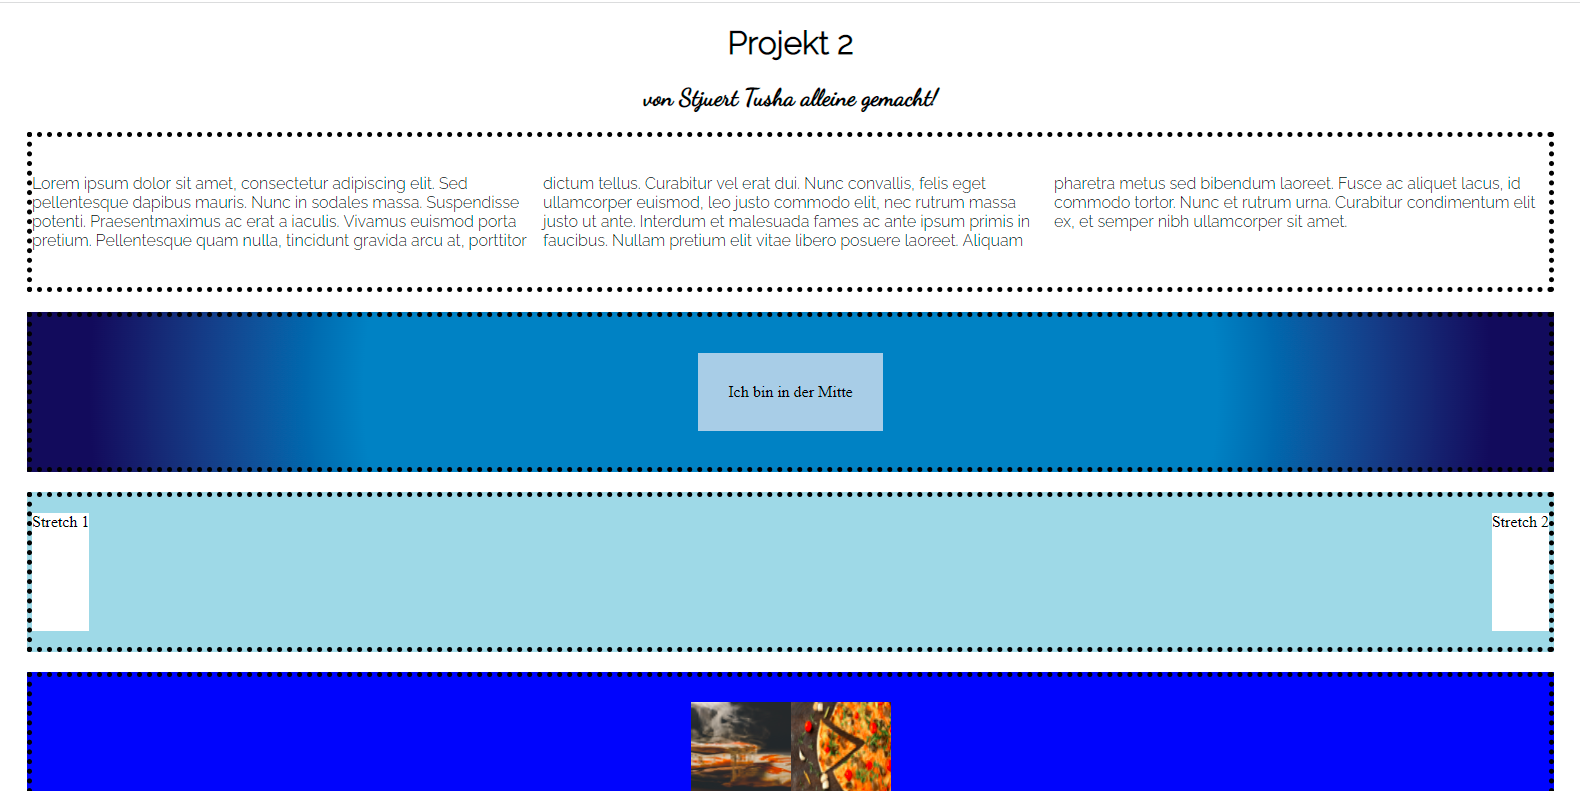 Projekt 2
von Stjuert Tusha alleine gemacht!
Lorem ipsum dolor sit amet, consectetur adipiscing elit. Sed
pellentesque dapibus mauris. Nunc in sodales massa. Suspendisse
potenti. Praesentmaximus ac erat a iaculis. Vivamus euismod porta
pretium. Pellentesque quam nulla, tincidunt gravida arcu at, porttitor
dictum tellus. Curabitur vel erat dui. Nunc convallis, felis eget
ullamcorper euismod, leo justo commodo elit, nec rutrum massa
justo ut ante. Interdum et malesuada fames ac ante ipsum primis in
faucibus. Nullam pretium elit vitae libero posuere laoreet. Aliquam
pharetra metus sed bibendum laoreet. Fusce ac aliquet lacus, id
commodo tortor. Nunc et rutrum urna. Curabitur condimentum elit
ex, et semper nibh ullamcorper sit amet.
Ich bin in der Mitte
Stretch 1
Stretch 2